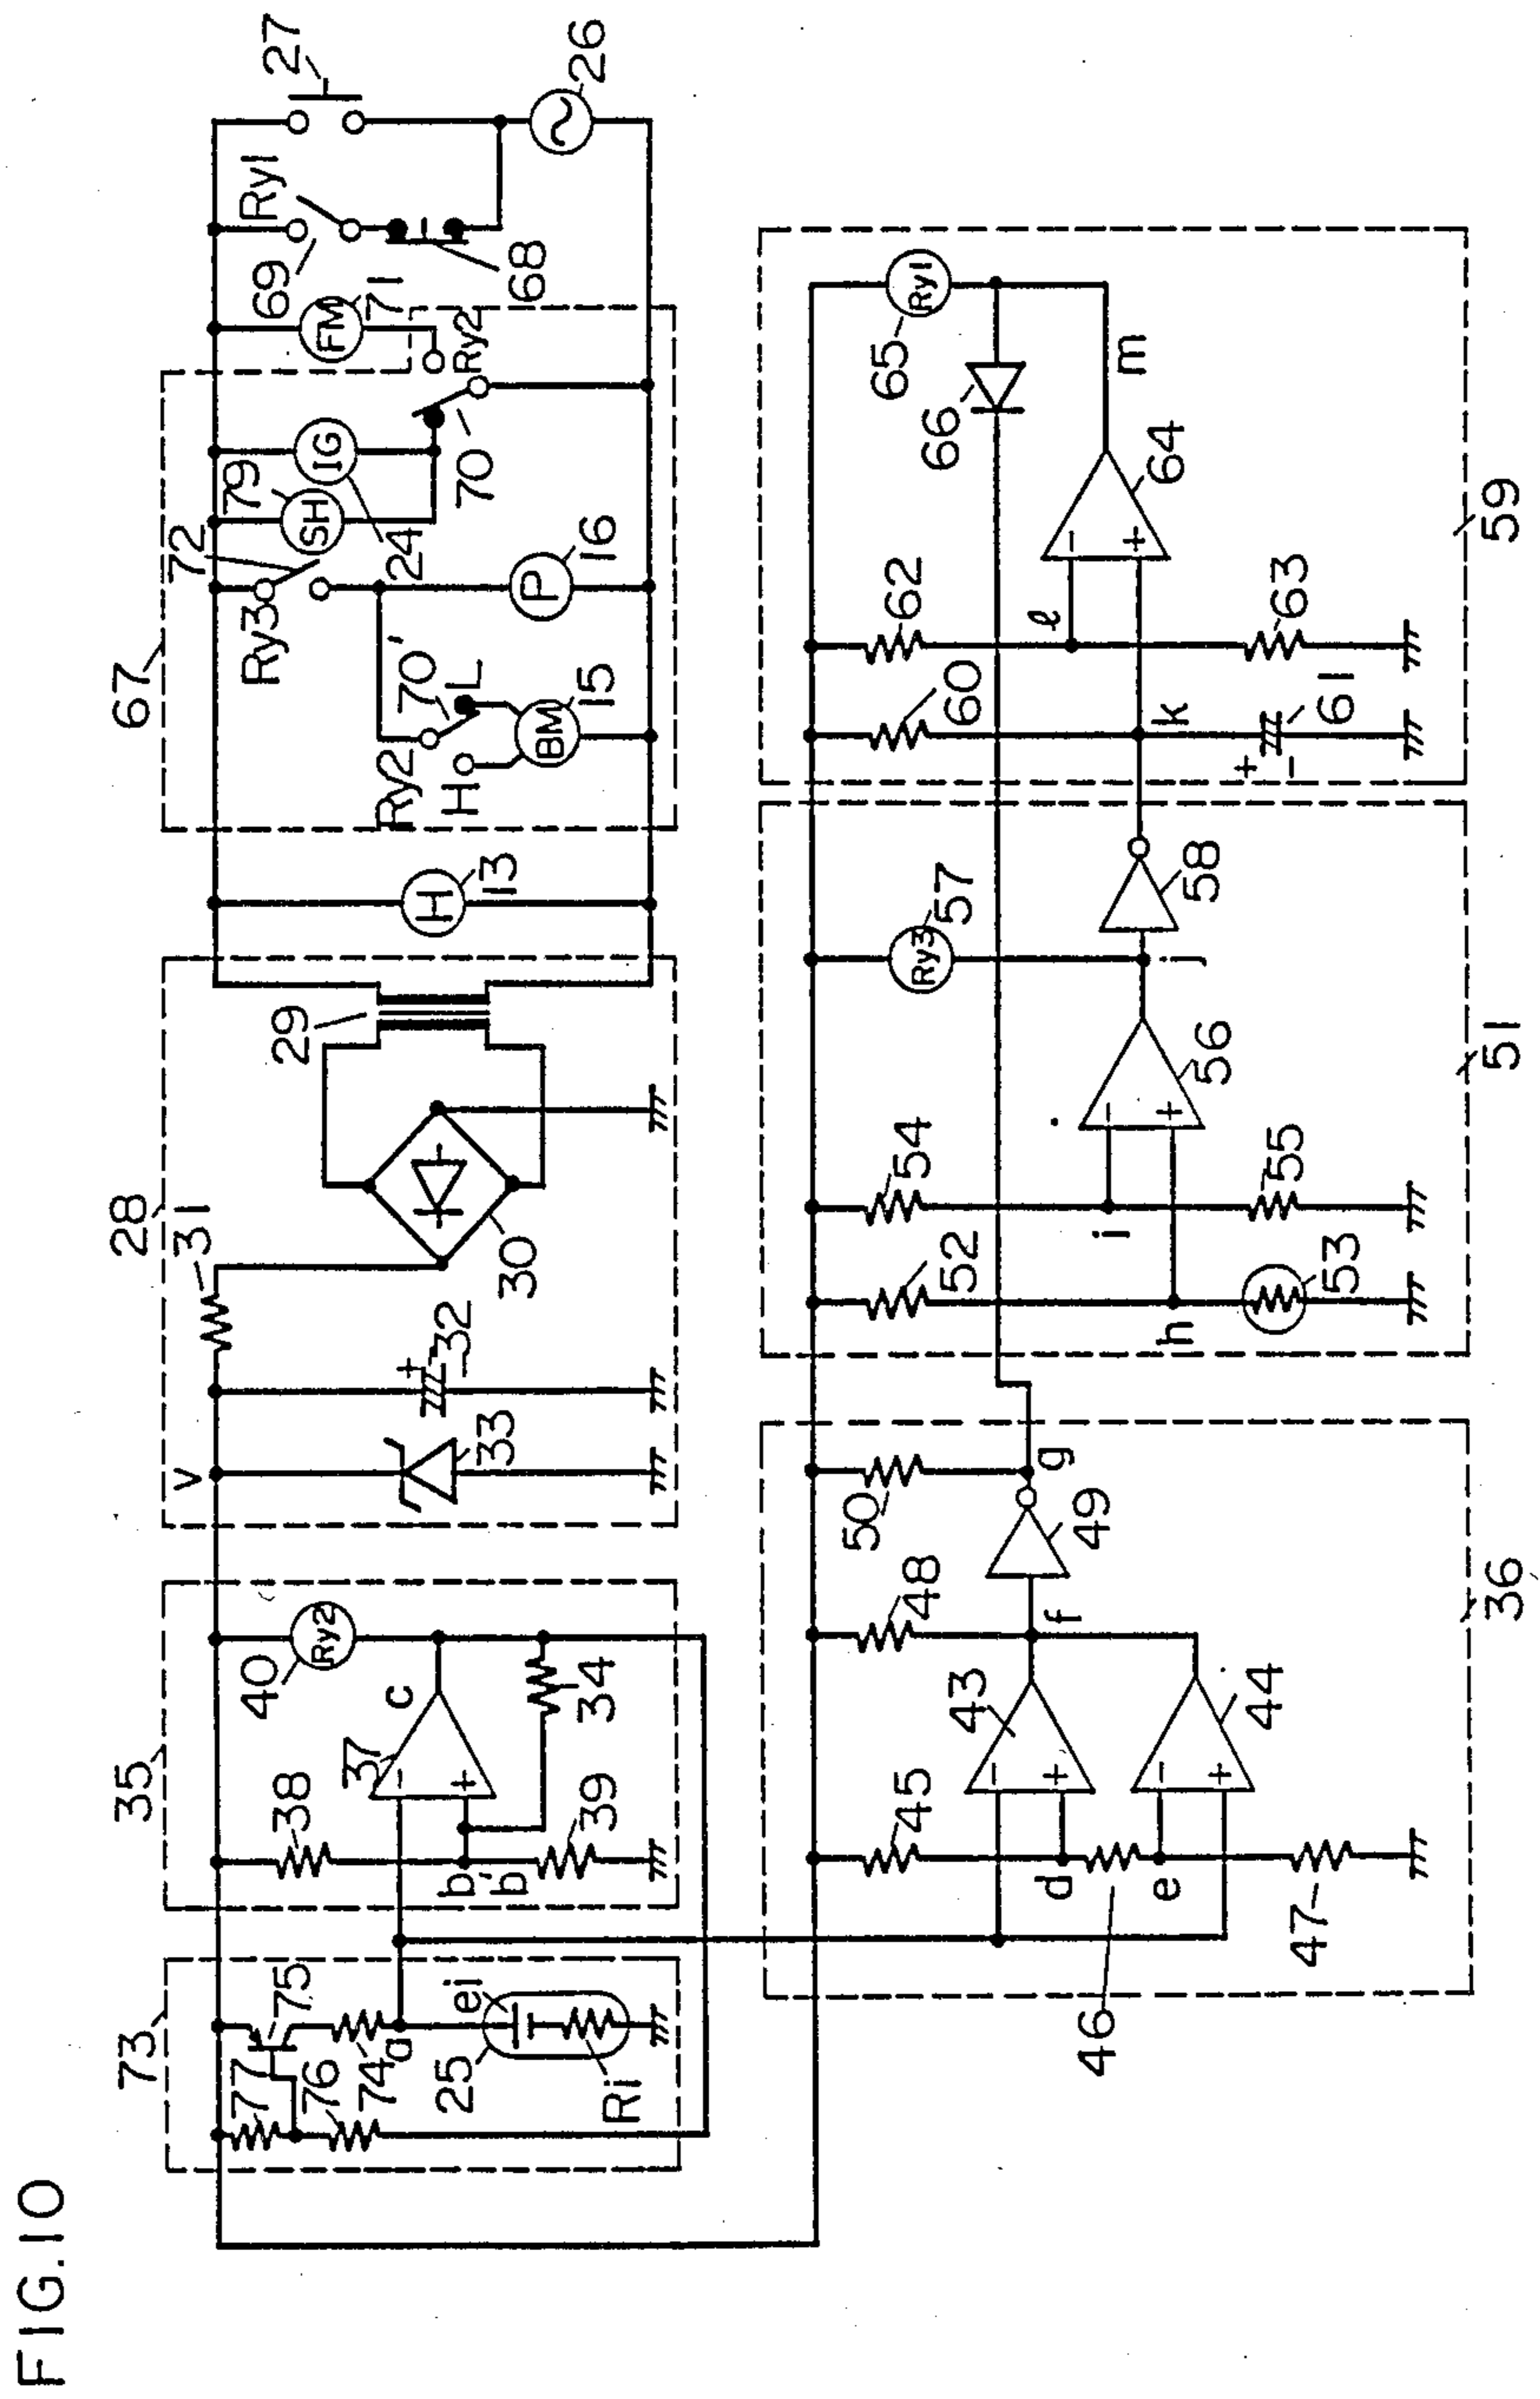 FIG.10
73
77
75
76
74
a
25
ei
Ri
35
38
37
−
+
b
b'
39
40
Ry2
c
34
28
v
31
33
+
32
30
29
H
13
67
Ry2
70'
H
L
BM
15
Ry3
72
P
16
79
SH
IG
24
70
Ry2
FM
71
69
Ry1
68
27
26
36
46
47
45
d
e
43
−
+
44
−
+
48
f
49
50
g
51
52
h
53
54
i
55
−
+
56
Ry3
57
j
58
59
60
k
+
−
61
62
ℓ
63
−
+
64
m
65
Ry1
66